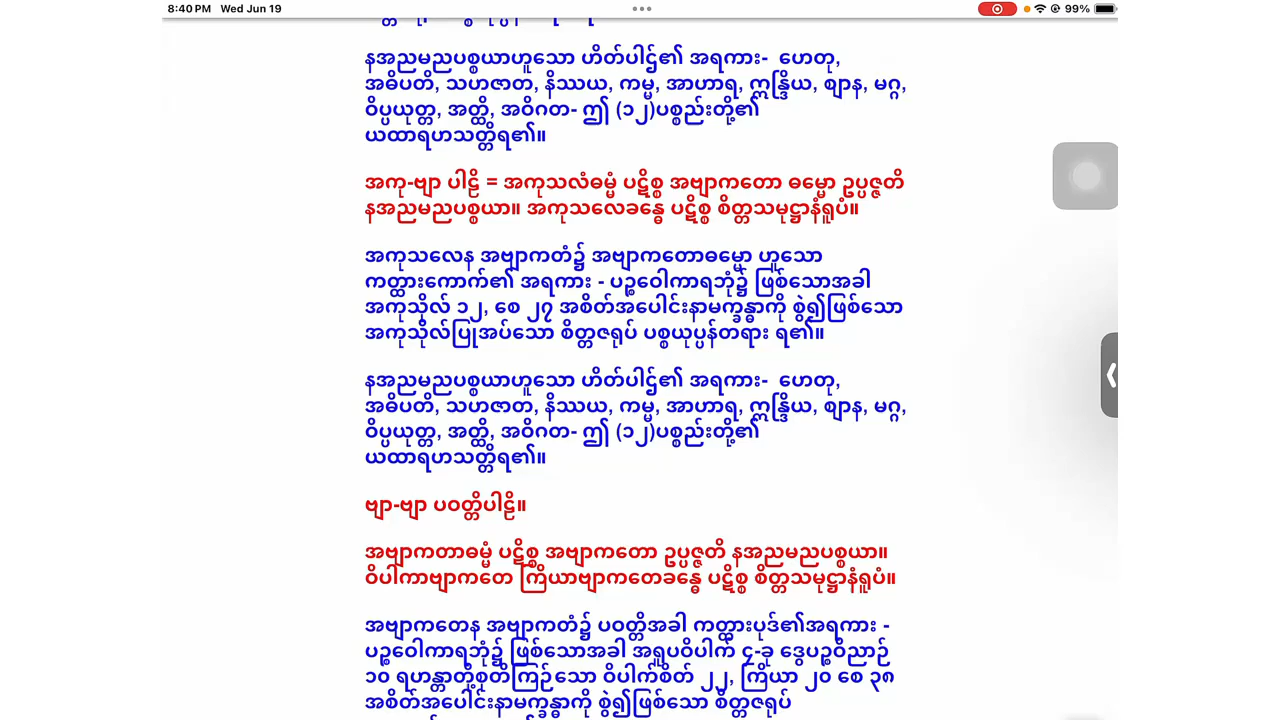 8:40 PM Wed Jun 19
99%
နအညမညပစ္စယာဟူသော ဟိတ်ပါဌ်၏ အရကား- ဟေတု,
အဓိပတိ, သဟဇာတ, နိဿယ, ကမ္မ, အာဟာရ, ဣန္ဒြိယ, ဈာန, မဂ္ဂ,
ဝိပ္ပယုတ္တ, အတ္ထိ, အဝိဂတ- ဤ (၁၂)ပစ္စည်းတို့၏
ယထာရဟသတ္တိရ၏။
အကု-ဗျာ ပါဠိ = အကုသလံဓမ္မံ ပဋိစ္စ အဗျာကတော ဓမ္မော ဥပ္ပဇ္ဇတိ
နအညမညပစ္စယာ။ အကုသလေခန္ဓေ ပဋိစ္စ စိတ္တသမုဋ္ဌာနံရူပံ။
အကုသလေန အဗျာကတံ၌ အဗျာကတောဓမ္မော ဟူသော
ကတ္ထားကောက်၏ အရကား - ပဉ္စဝေါကာရဘုံ၌ ဖြစ်သောအခါ
အကုသိုလ် ၁၂, စေ ၂၇ အစိတ်အပေါင်းနာမက္ခန္ဓာကို စွဲ၍ဖြစ်သော
အကုသိုလ်ပြုအပ်သော စိတ္တဇရုပ် ပစ္စယုပ္ပန်တရား ရ၏။
နအညမညပစ္စယာဟူသော ဟိတ်ပါဌ်၏ အရကား- ဟေတု,
အဓိပတိ, သဟဇာတ, နိဿယ, ကမ္မ, အာဟာရ, ဣန္ဒြိယ, ဈာန, မဂ္ဂ,
ဝိပ္ပယုတ္တ, အတ္ထိ, အဝိဂတ- ဤ (၁၂)ပစ္စည်းတို့၏
ယထာရဟသတ္တိရ၏။
ဗျာ-ဗျာ ပဝတ္တိပါဠိ။
အဗျာကတာဓမ္မံ ပဋိစ္စ အဗျာကတော ဥပ္ပဇ္ဇတိ နအညမညပစ္စယာ။
ဝိပါကာဗျာကတေ ကြိယာဗျာကတေခန္ဓေ ပဋိစ္စ စိတ္တသမုဋ္ဌာနံရူပံ။
အဗျာကတေန အဗျာကတံ၌ ပဝတ္တိအခါ ကတ္ထားပုဒ်၏အရကား -
ပဉ္စဝေါကာရဘုံ၌ ဖြစ်သောအခါ အရူပဝိပါက် ၄-ခု ဒွေပဉ္စဝိညာဉ်
၁၀ ရဟန္တာတို့စုတိကြဉ်သော ဝိပါက်စိတ် ၂၂, ကြိယာ ၂၀ စေ ၃၈
အစိတ်အပေါင်းနာမက္ခန္ဓာကို စွဲ၍ဖြစ်သော စိတ္တဇရုပ်